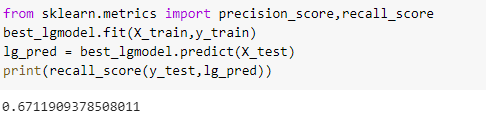 from sklearn.metrics import precision_score,recall_score
best_lgmodel.fit(X_train,y_train)
lg_pred = best_lgmodel.predict(X_test)
print(recall_score(y_test,lg_pred))
0.6711909378508011